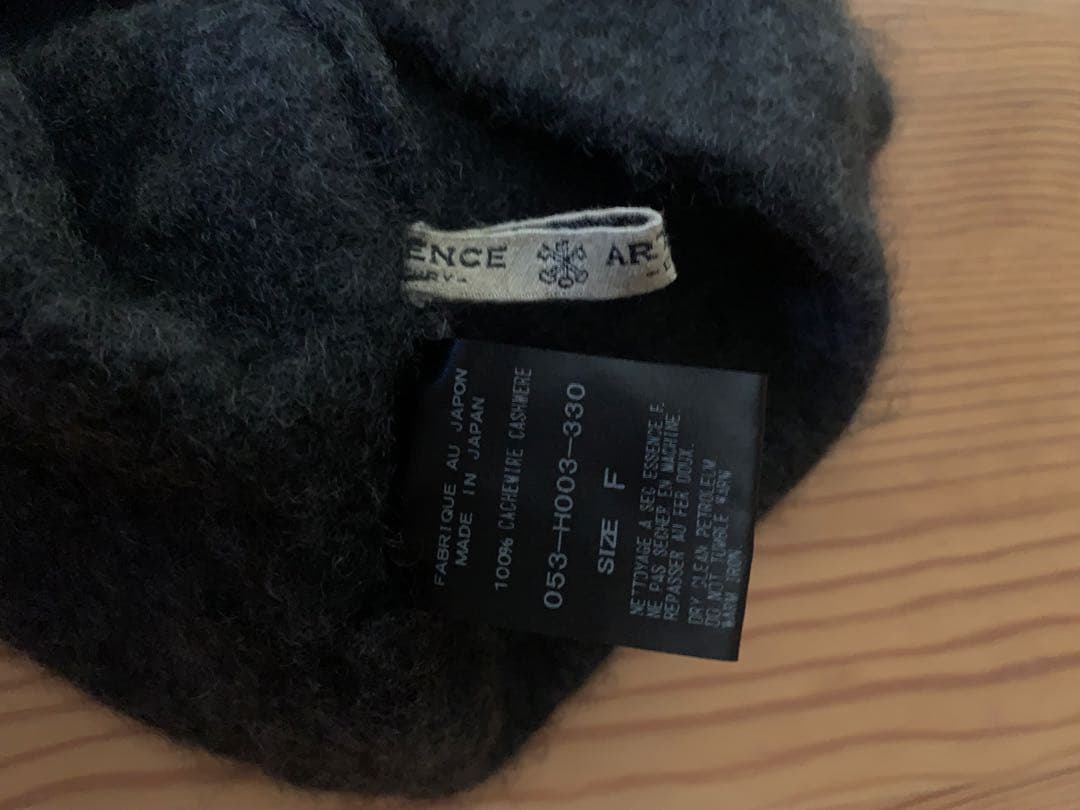 ENCE AR
FABRIQUE AU JAPON
MADE IN JAPAN
100% CACHEMIRE CASHMERE
053-H003-330
SIZE F
NETTOYAGE A SEC ESSENCE.F.
NE PAS SECHER EN MACHINE.
REPASSER AU FER DOUX.
DRY CLEAN PETROLEUM
DO NOT TUMBLE WARN
WARM IRON